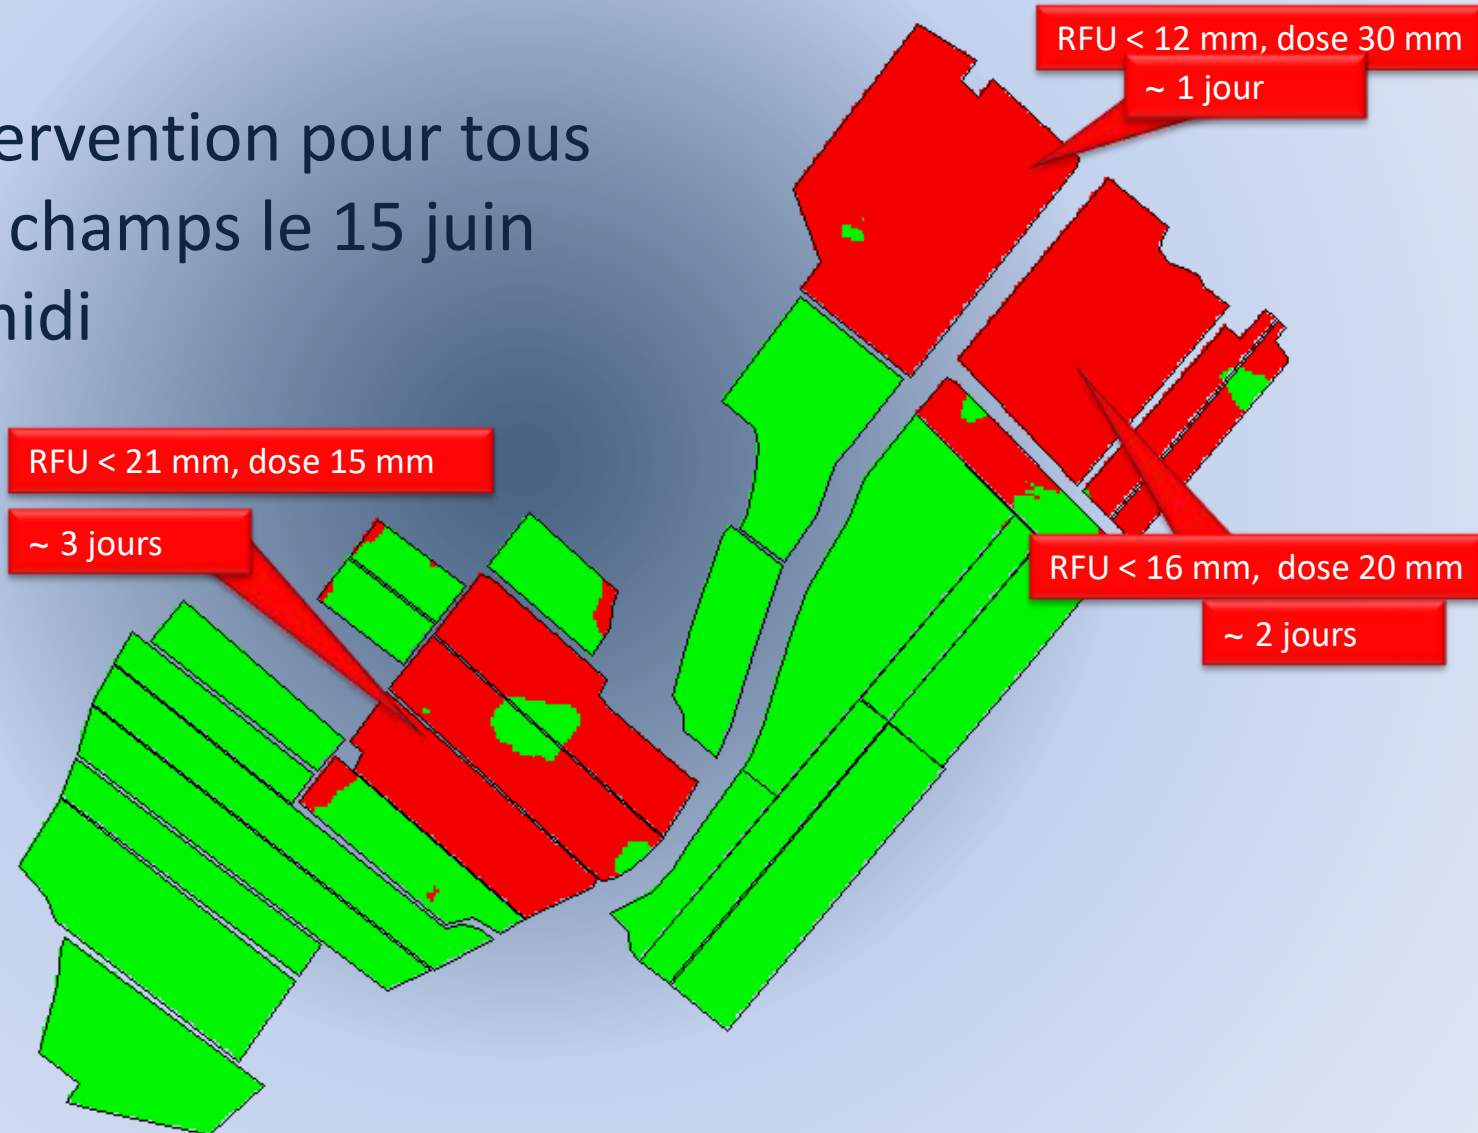 RFU < 12 mm, dose 30 mm
~ 1 jour
ervention pour tous
champs le 15 juin
midi
RFU < 21 mm, dose 15 mm
~ 3 jours
RFU < 16 mm, dose 20 mm
~ 2 jours